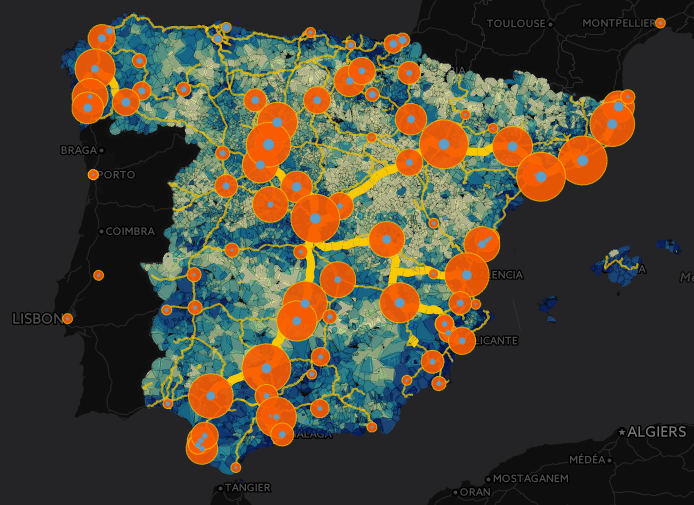 TOULOUSE
MONTPELLIER
BRAGA
PORTO
COIMBRA
LISBON
ENCIA
LICANTE
ALAGA
ALGIERS
MÉDÉA
MOSTAGANEM
ORAN
TANGIER